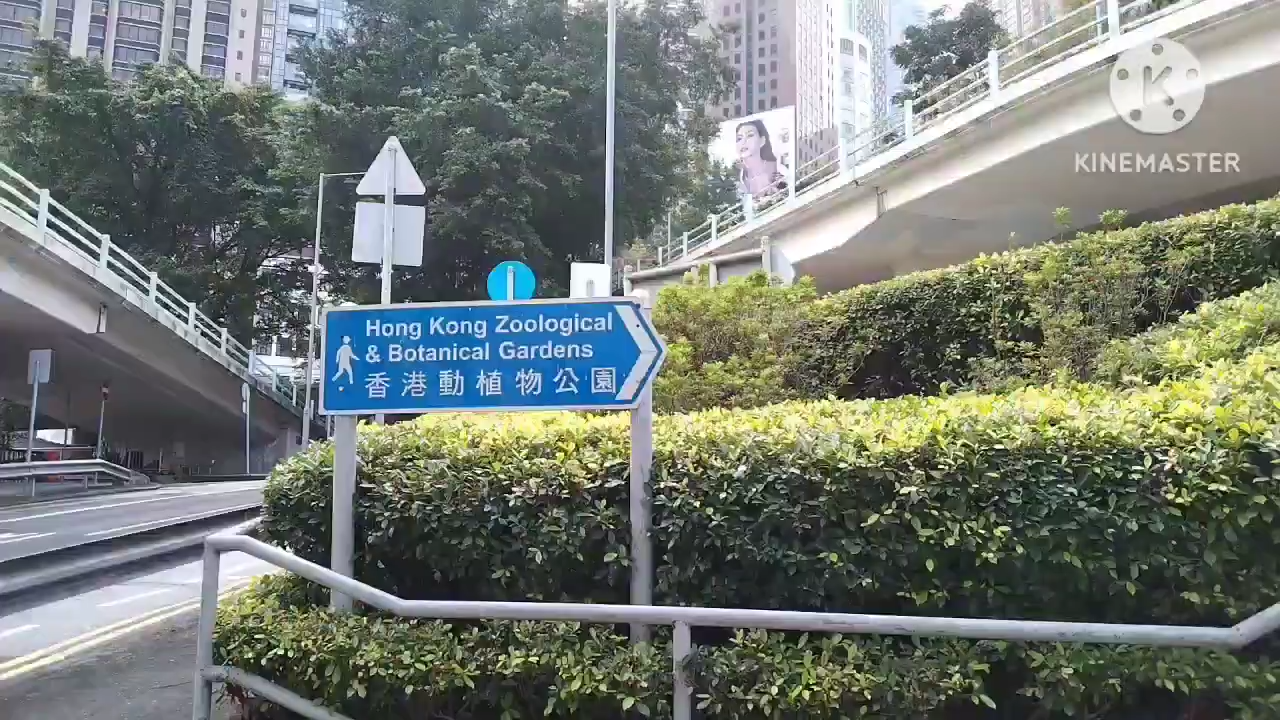 K
KINEMASTER
Hong Kong Zoological
& Botanical Gardens
香港動植物公園